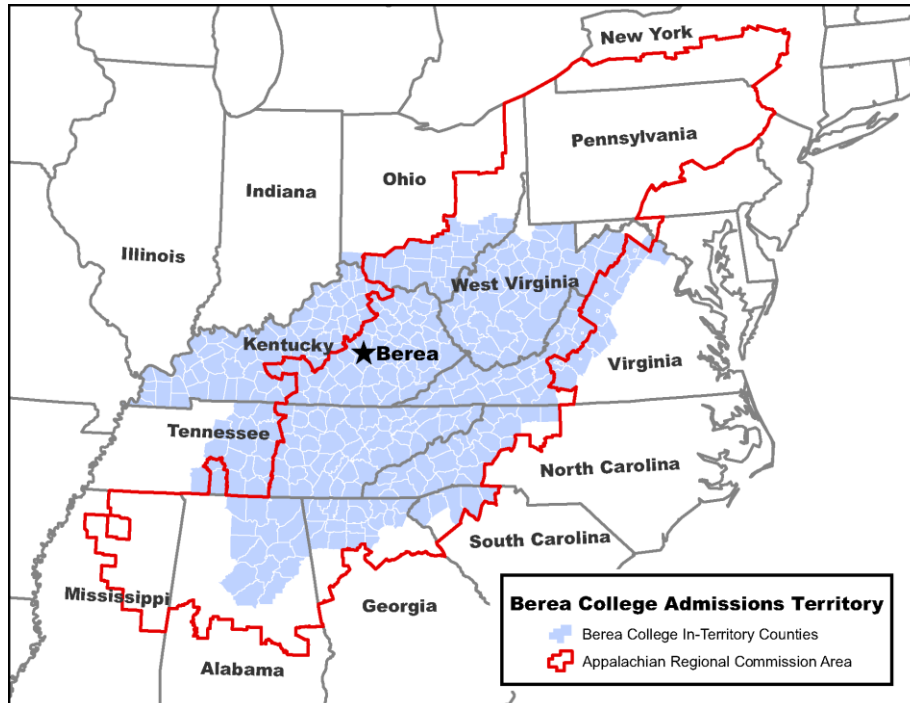 New York
Pennsylvania
Ohio
Indiana
Illinois
West Virginia
Kentucky
Berea
Virginia
Tennessee
North Carolina
South Carolina
Mississippi
Georgia
Alabama
Berea College Admissions Territory
Berea College In-Territory Counties
Appalachian Regional Commission Area